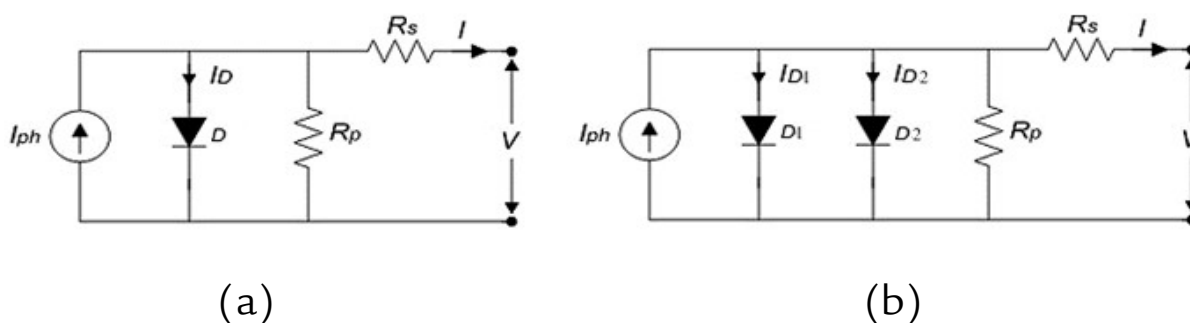 Rs I
ID
Iph D Rp V
(a)
Rs I
ID1 ID2
Iph D1 D2 Rp V
(b)